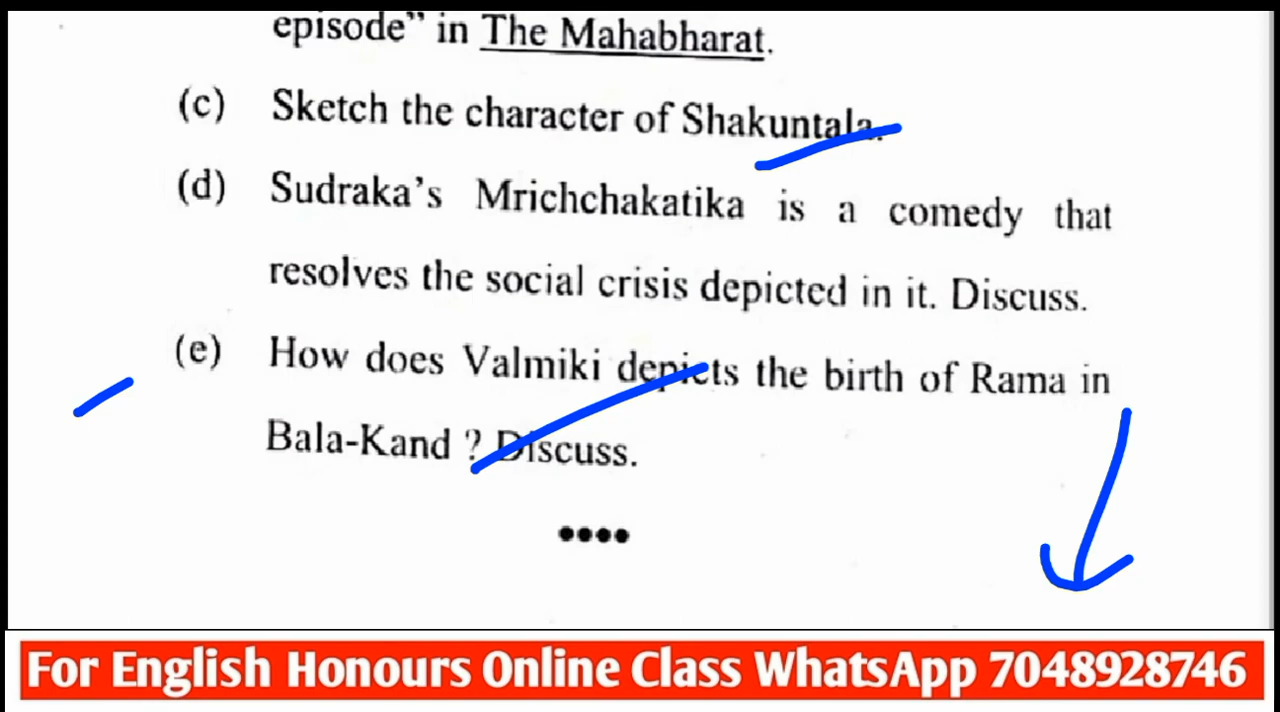 episode” in The Mahabharat.
(c) Sketch the character of Shakuntala.
(d) Sudraka’s Mrichchakatika is a comedy that
resolves the social crisis depicted in it. Discuss.
(e) How does Valmiki depicts the birth of Rama in
Bala-Kand ? Discuss.
••••
For English Honours Online Class WhatsApp 7048928746